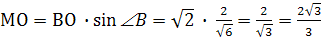 MO = BO · sin ∠B = √2 · 2/√6 = 2/√3 = 2√3/3